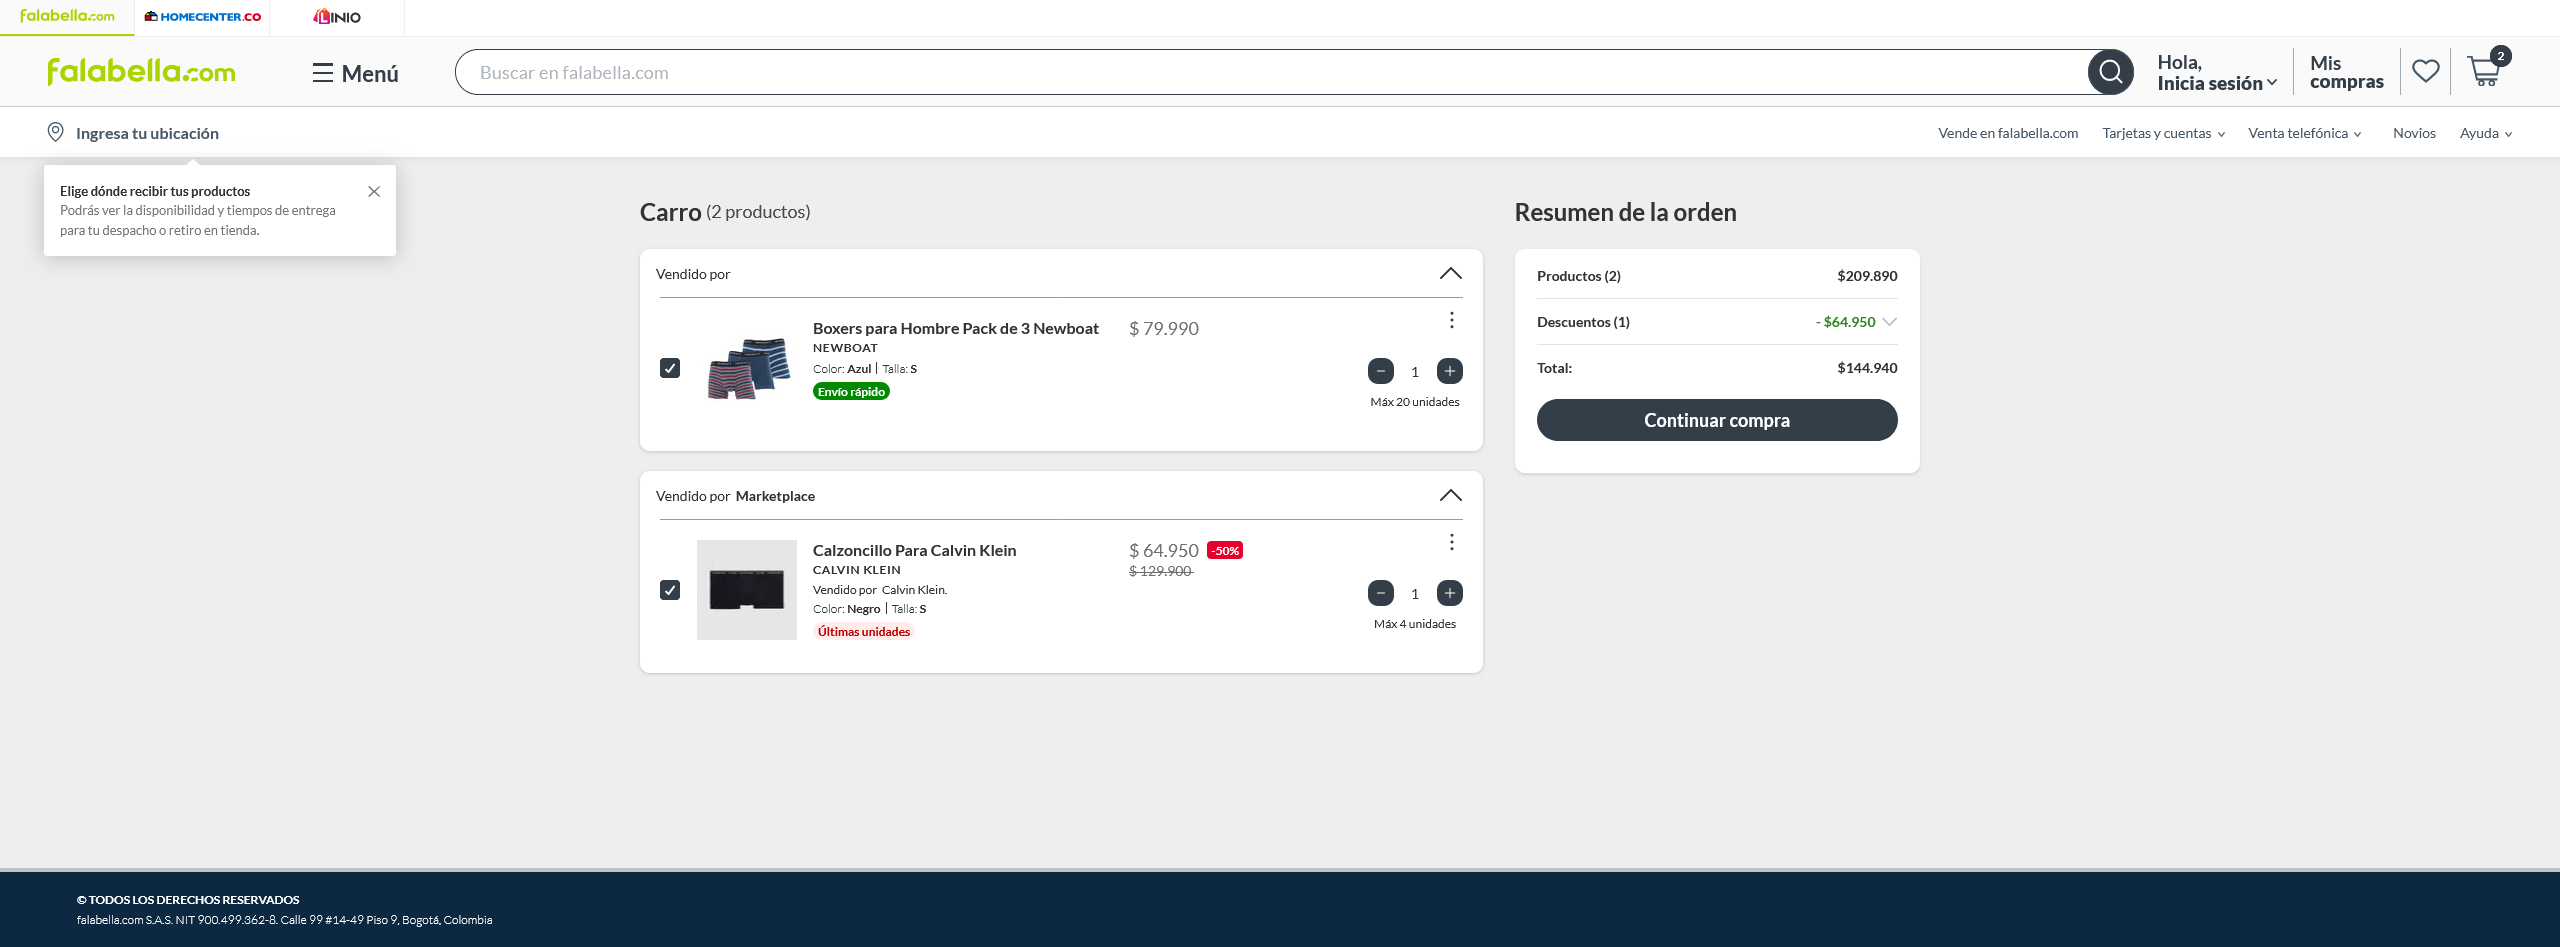 falabella.com
HOMECENTER.CO
LINIO
falabella.com
Menú
Buscar en falabella.com
Hola,
Inicia sesión
Mis
compras
2
Ingresa tu ubicación
Vende en falabella.com
Tarjetas y cuentas
Venta telefónica
Novios
Ayuda
Elige dónde recibir tus productos
Podrás ver la disponibilidad y tiempos de entrega
para tu despacho o retiro en tienda.
Carro (2 productos)
Vendido por
Boxers para Hombre Pack de 3 Newboat
$ 79.990
NEWBOAT
Color: Azul | Talla: S
Envío rápido
1
Máx 20 unidades
Vendido por Marketplace
Calzoncillo Para Calvin Klein
$ 64.950 -50%
CALVIN KLEIN
$ 129.900
Vendido por Calvin Klein.
Color: Negro | Talla: S
Últimas unidades
1
Máx 4 unidades
Resumen de la orden
Productos (2) $209.890
Descuentos (1) - $64.950
Total: $144.940
Continuar compra
© TODOS LOS DERECHOS RESERVADOS
falabella.com S.A.S. NIT 900.499.362-8. Calle 99 #14-49 Piso 9, Bogotá, Colombia